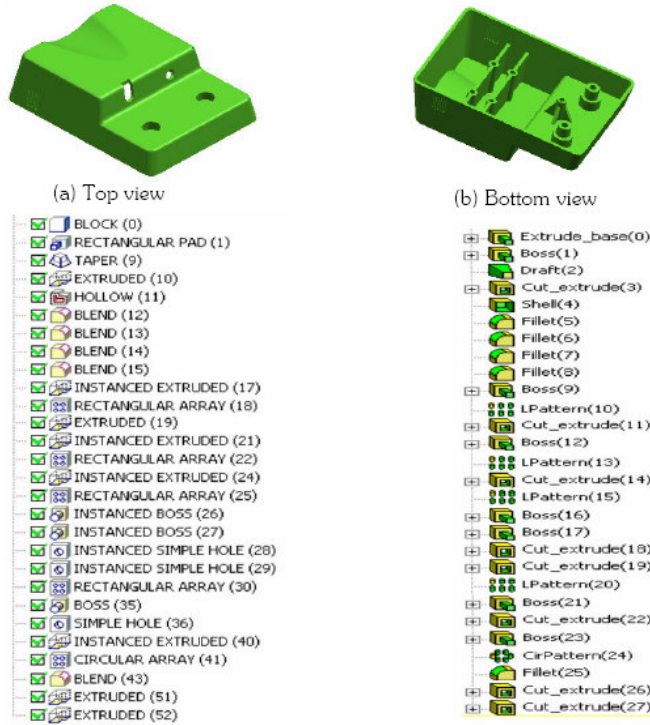 (a) Top view
(b) Bottom view
BLOCK (0)
RECTANGULAR PAD (1)
TAPER (9)
EXTRUDED (10)
HOLLOW (11)
BLEND (12)
BLEND (13)
BLEND (14)
BLEND (15)
INSTANCED EXTRUDED (17)
RECTANGULAR ARRAY (18)
EXTRUDED (19)
INSTANCED EXTRUDED (21)
RECTANGULAR ARRAY (22)
INSTANCED EXTRUDED (24)
RECTANGULAR ARRAY (25)
INSTANCED BOSS (26)
INSTANCED BOSS (27)
INSTANCED SIMPLE HOLE (28)
INSTANCED SIMPLE HOLE (29)
RECTANGULAR ARRAY (30)
BOSS (35)
SIMPLE HOLE (36)
INSTANCED EXTRUDED (40)
CIRCULAR ARRAY (41)
BLEND (43)
EXTRUDED (51)
EXTRUDED (52)
Extrude_base(0)
Boss(1)
Draft(2)
Cut_extrude(3)
Shell(4)
Fillet(5)
Fillet(6)
Fillet(7)
Fillet(8)
Boss(9)
LPattern(10)
Cut_extrude(11)
Boss(12)
LPattern(13)
Cut_extrude(14)
LPattern(15)
Boss(16)
Boss(17)
Cut_extrude(18)
Cut_extrude(19)
LPattern(20)
Boss(21)
Cut_extrude(22)
Boss(23)
CirPattern(24)
Fillet(25)
Cut_extrude(26)
Cut_extrude(27)